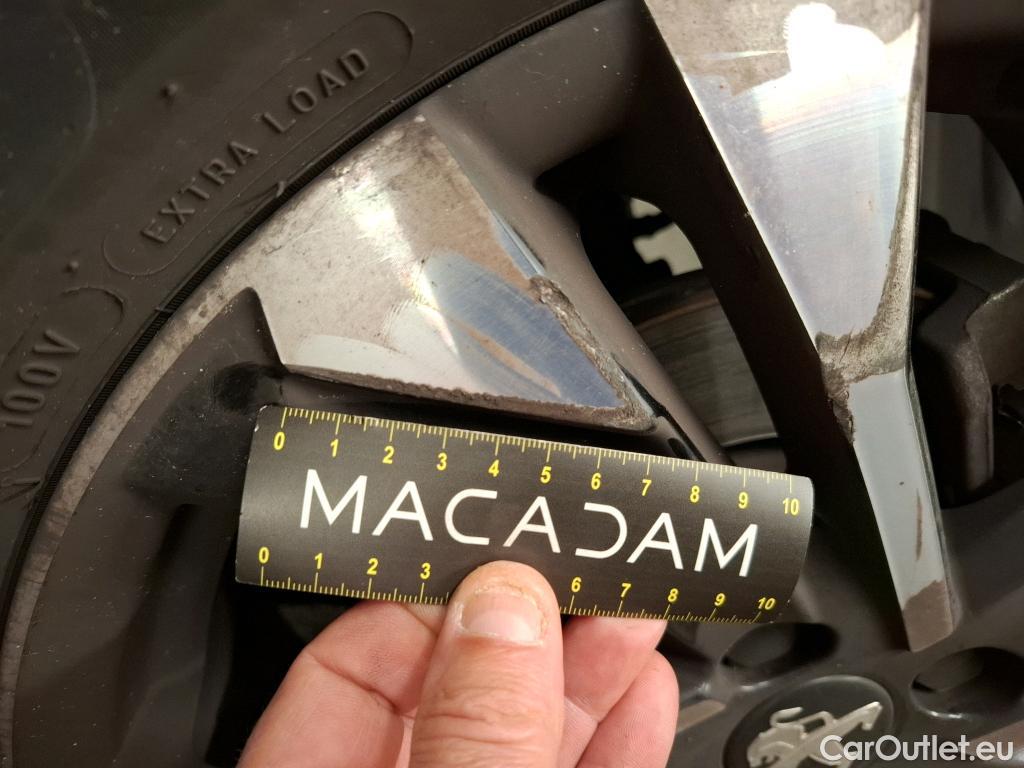 EXTRA LOAD
100V
0 1 2 3 4 5 6 7 8 9 10
MACADAM
0 1 2 3 6 7 8 9 10
CarOutlet.eu